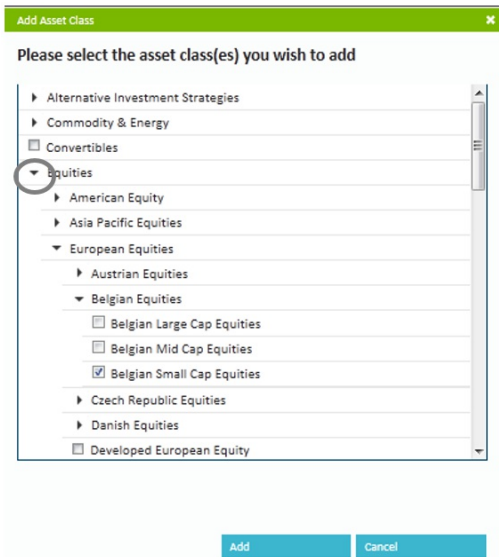 Add Asset Class
Please select the asset class(es) you wish to add
Alternative Investment Strategies
Commodity & Energy
Convertibles
Equities
American Equity
Asia Pacific Equities
European Equities
Austrian Equities
Belgian Equities
Belgian Large Cap Equities
Belgian Mid Cap Equities
Belgian Small Cap Equities
Czech Republic Equities
Danish Equities
Developed European Equity
Add
Cancel